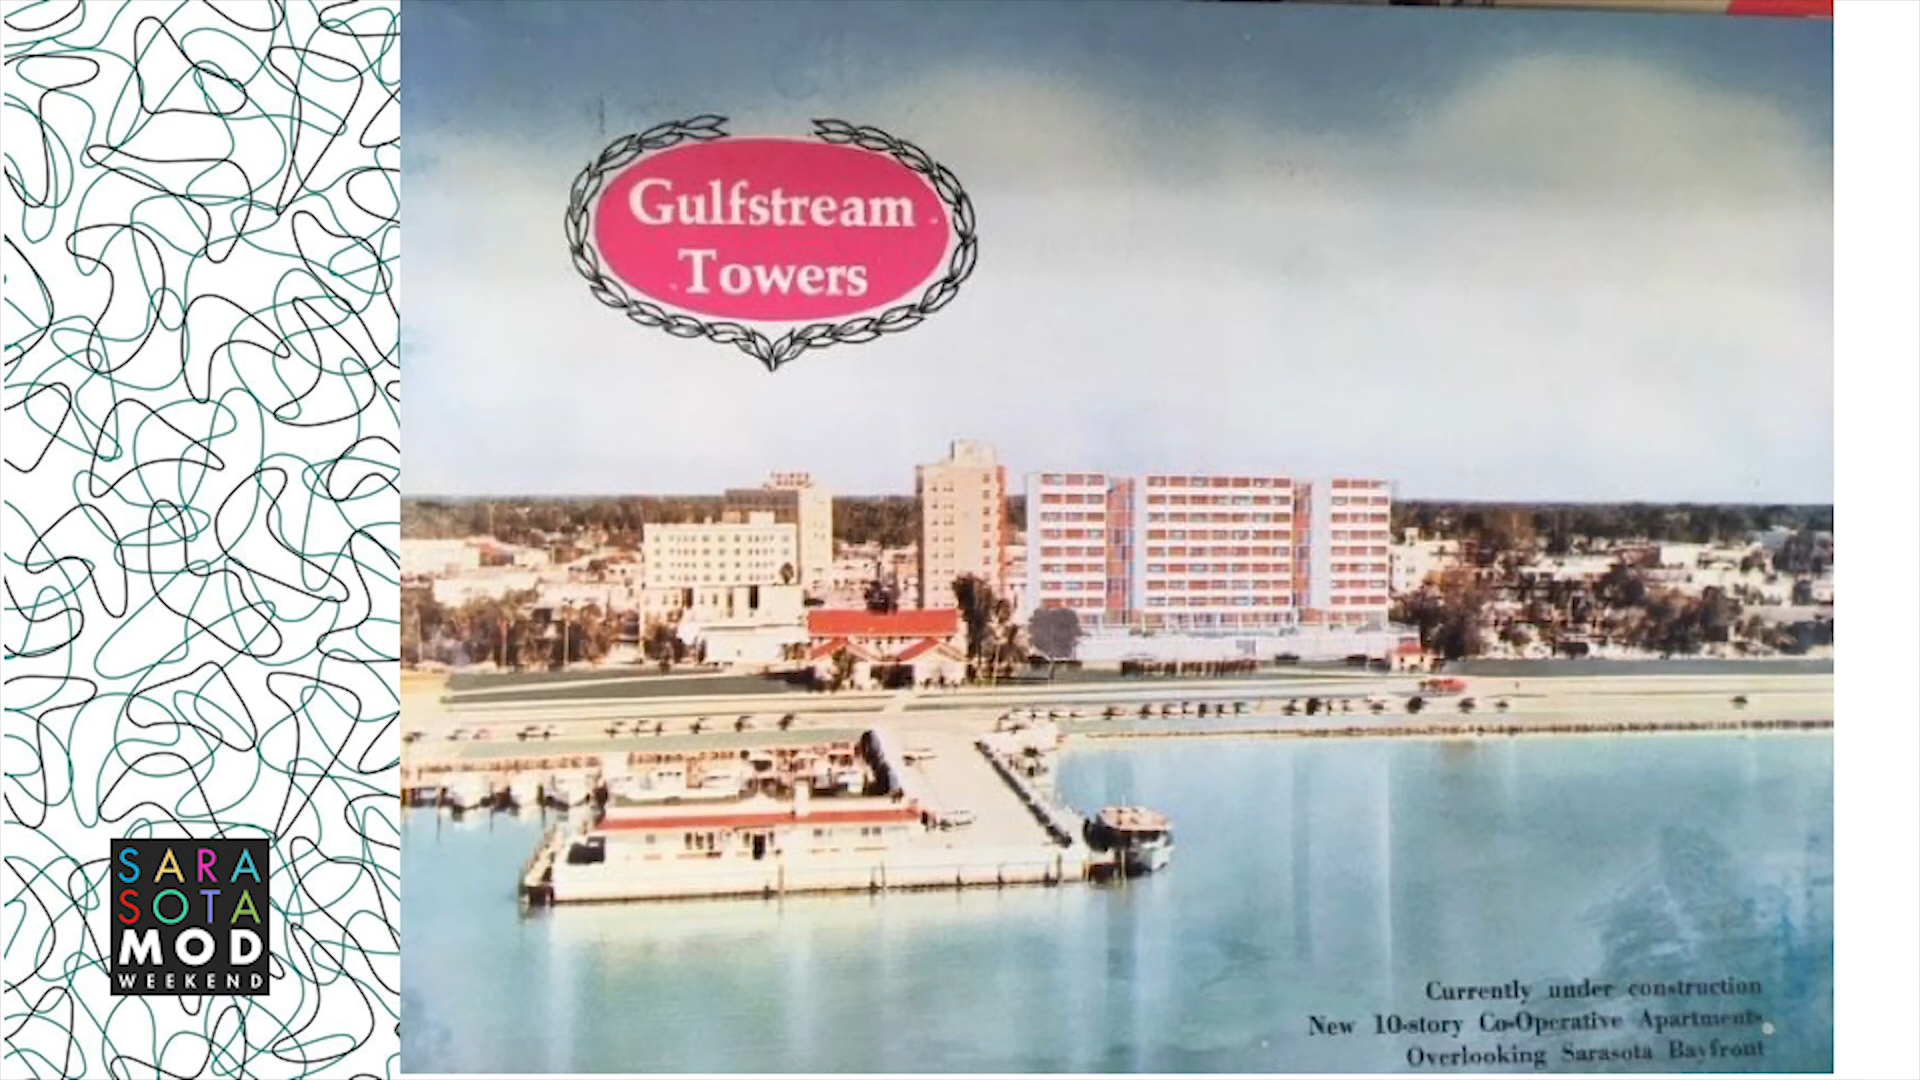 Gulfstream
Towers
SARA
SOTA
MOD
WEEKEND
Currently under construction
New 10-story Co-Operative Apartments
Overlooking Sarasota Bayfront